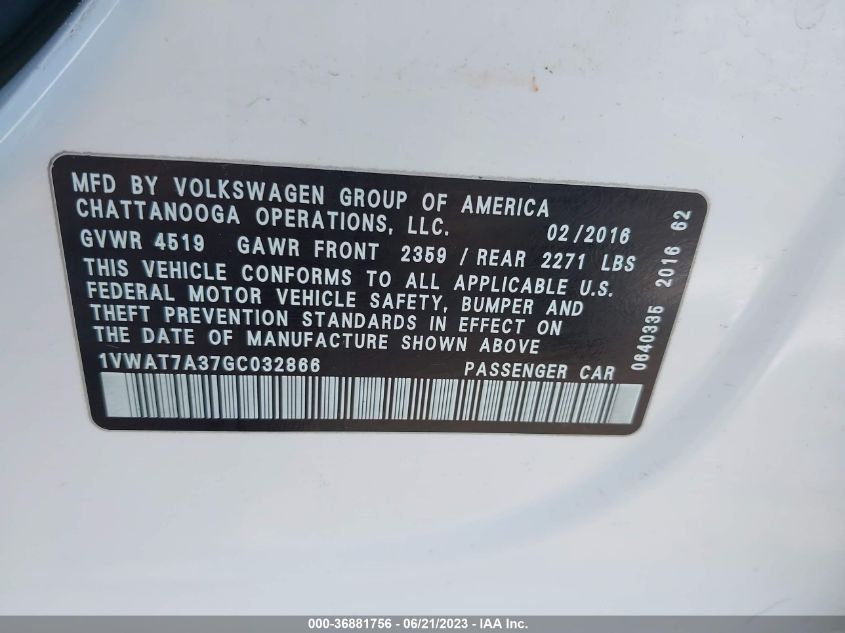 MFD BY VOLKSWAGEN GROUP OF AMERICA
CHATTANOOGA OPERATIONS, LLC. 02/2016
GVWR 4519 GAWR FRONT 2359 / REAR 2271 LBS
THIS VEHICLE CONFORMS TO ALL APPLICABLE U.S.
FEDERAL MOTOR VEHICLE SAFETY, BUMPER AND
THEFT PREVENTION STANDARDS IN EFFECT ON
THE DATE OF MANUFACTURE SHOWN ABOVE
1VWAT7A37GC032866 PASSENGER CAR
0640335 2016 62
000-36881756 - 06/21/2023 - IAA Inc.